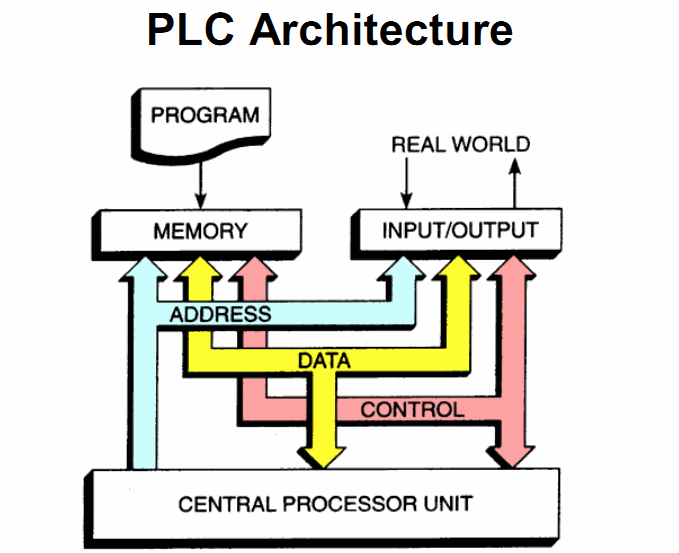 PLC Architecture
PROGRAM
REAL WORLD
MEMORY
INPUT/OUTPUT
ADDRESS
DATA
CONTROL
CENTRAL PROCESSOR UNIT